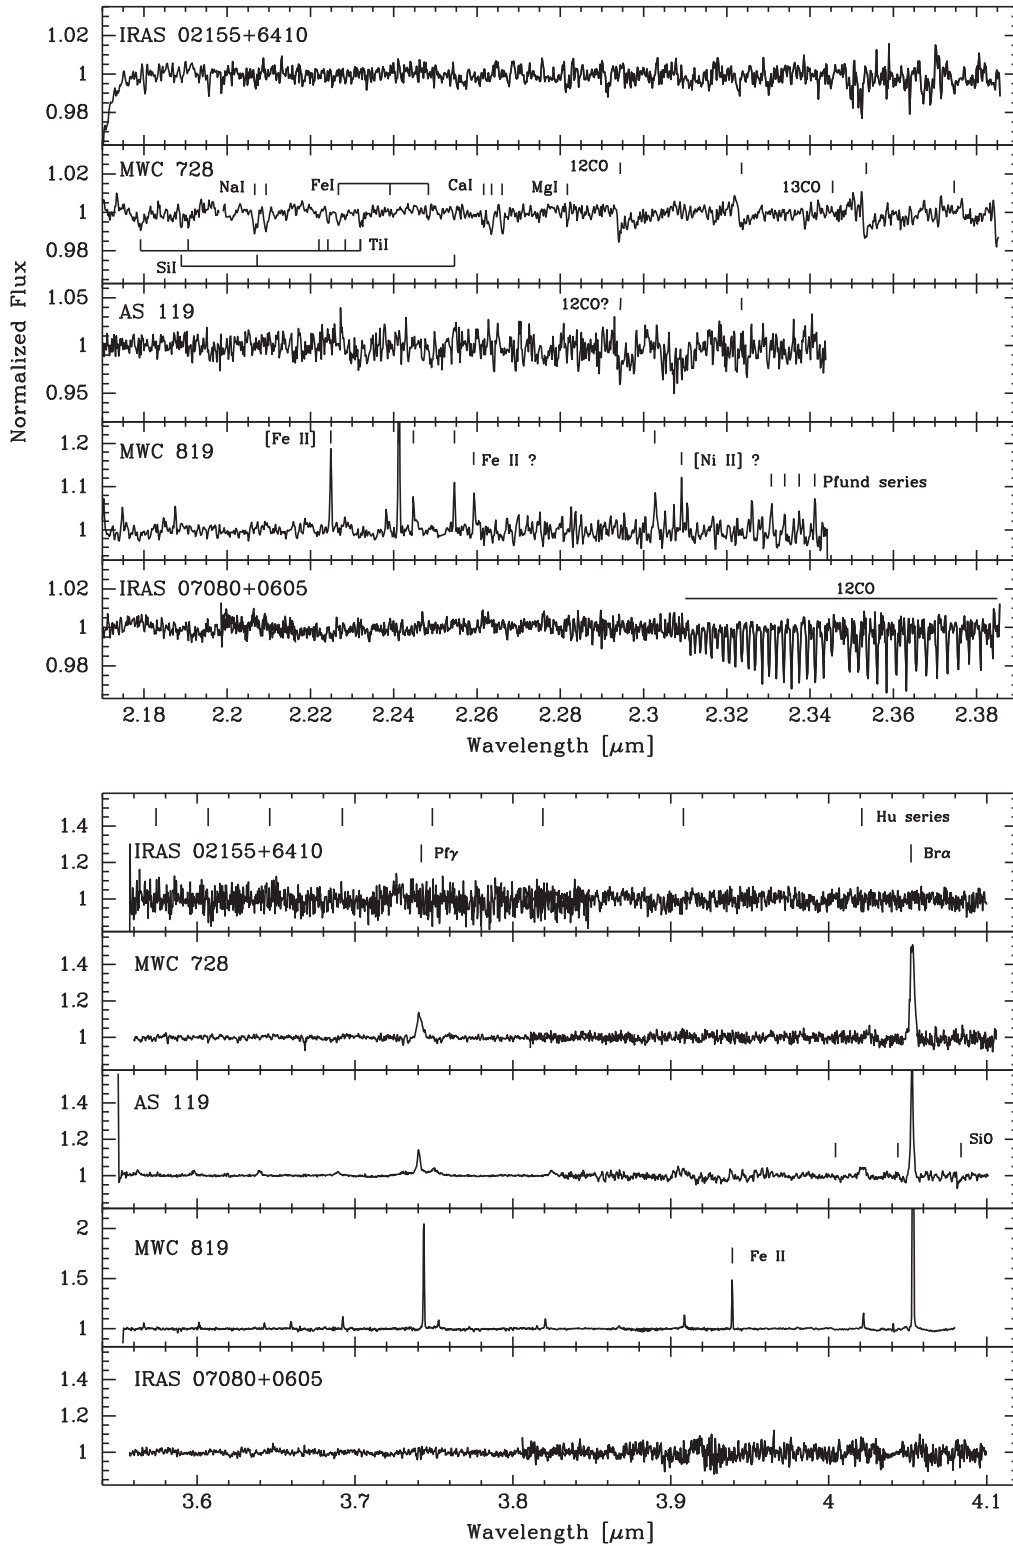 1.02
IRAS 02155+6410
1
0.98
1.02
MWC 728
12CO
NaI
FeI
CaI
MgI
13CO
1
0.98
TiI
SiI
1.05
AS 119
12CO?
1
0.95
1.2
MWC 819
[Fe II]
Fe II ?
[Ni II] ?
Pfund series
1.1
1
1.02
IRAS 07080+0605
12CO
1
0.98
Normalized Flux
2.18 2.2 2.22 2.24 2.26 2.28 2.3 2.32 2.34 2.36 2.38
Wavelength [μm]
1.4
Hu series
IRAS 02155+6410
Pfγ
Brα
1.2
1
MWC 728
1.4
1.2
1
AS 119
1.4
1.2
SiO
1
2
MWC 819
Fe II
1.5
1
IRAS 07080+0605
1.4
1.2
1
3.6 3.7 3.8 3.9 4 4.1
Wavelength [μm]